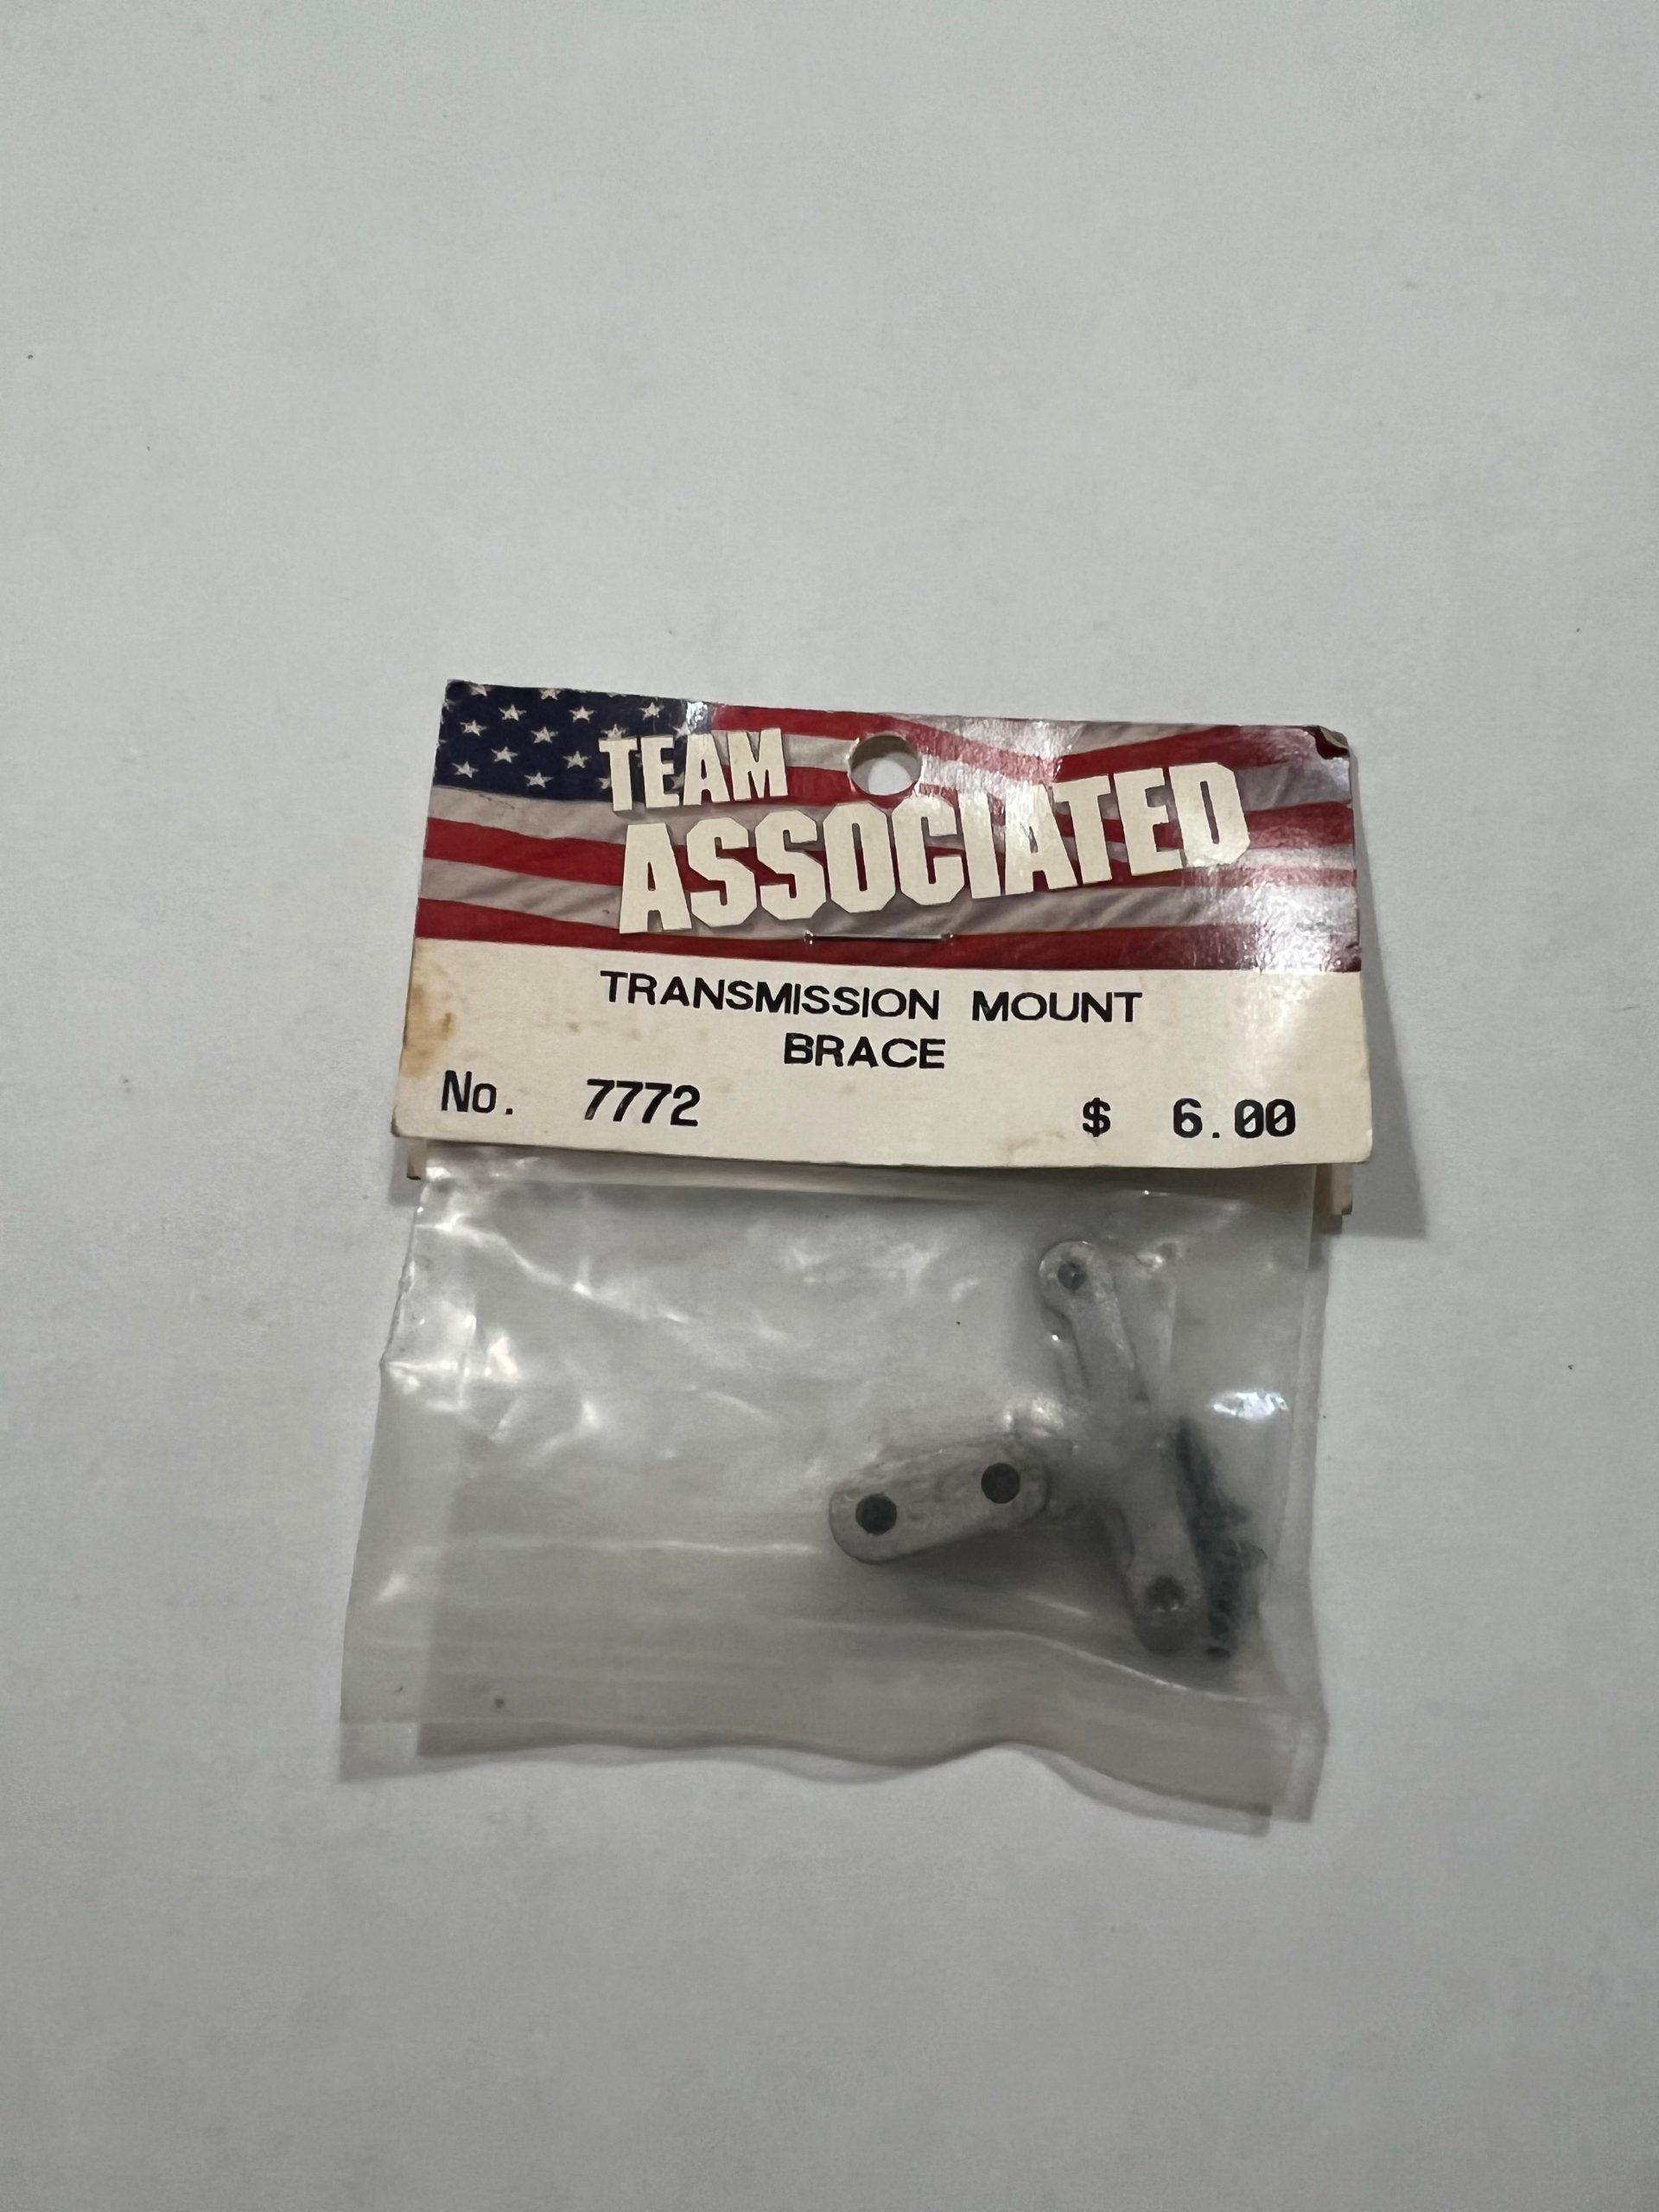 TEAM
ASSOCIATED
TRANSMISSION MOUNT
BRACE
No. 7772 $ 6.00